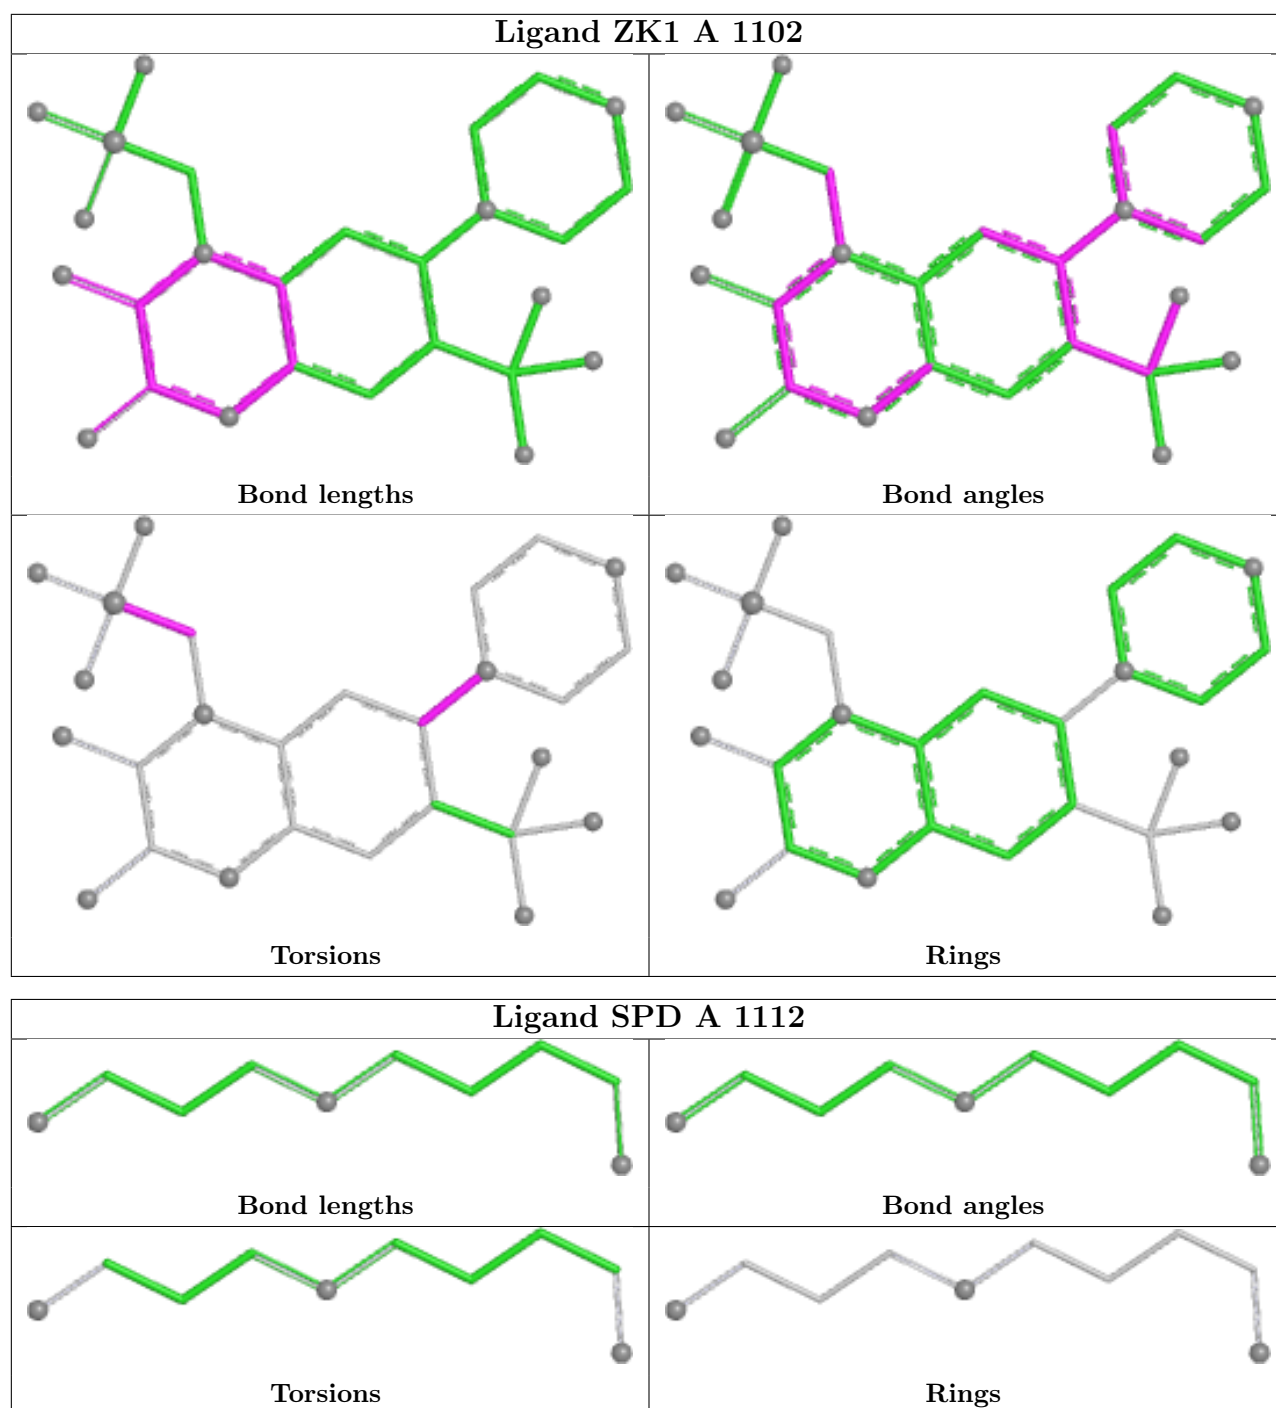 Ligand ZK1 A 1102
Bond lengths
Bond angles
Torsions
Rings
Ligand SPD A 1112
Bond lengths
Bond angles
Torsions
Rings